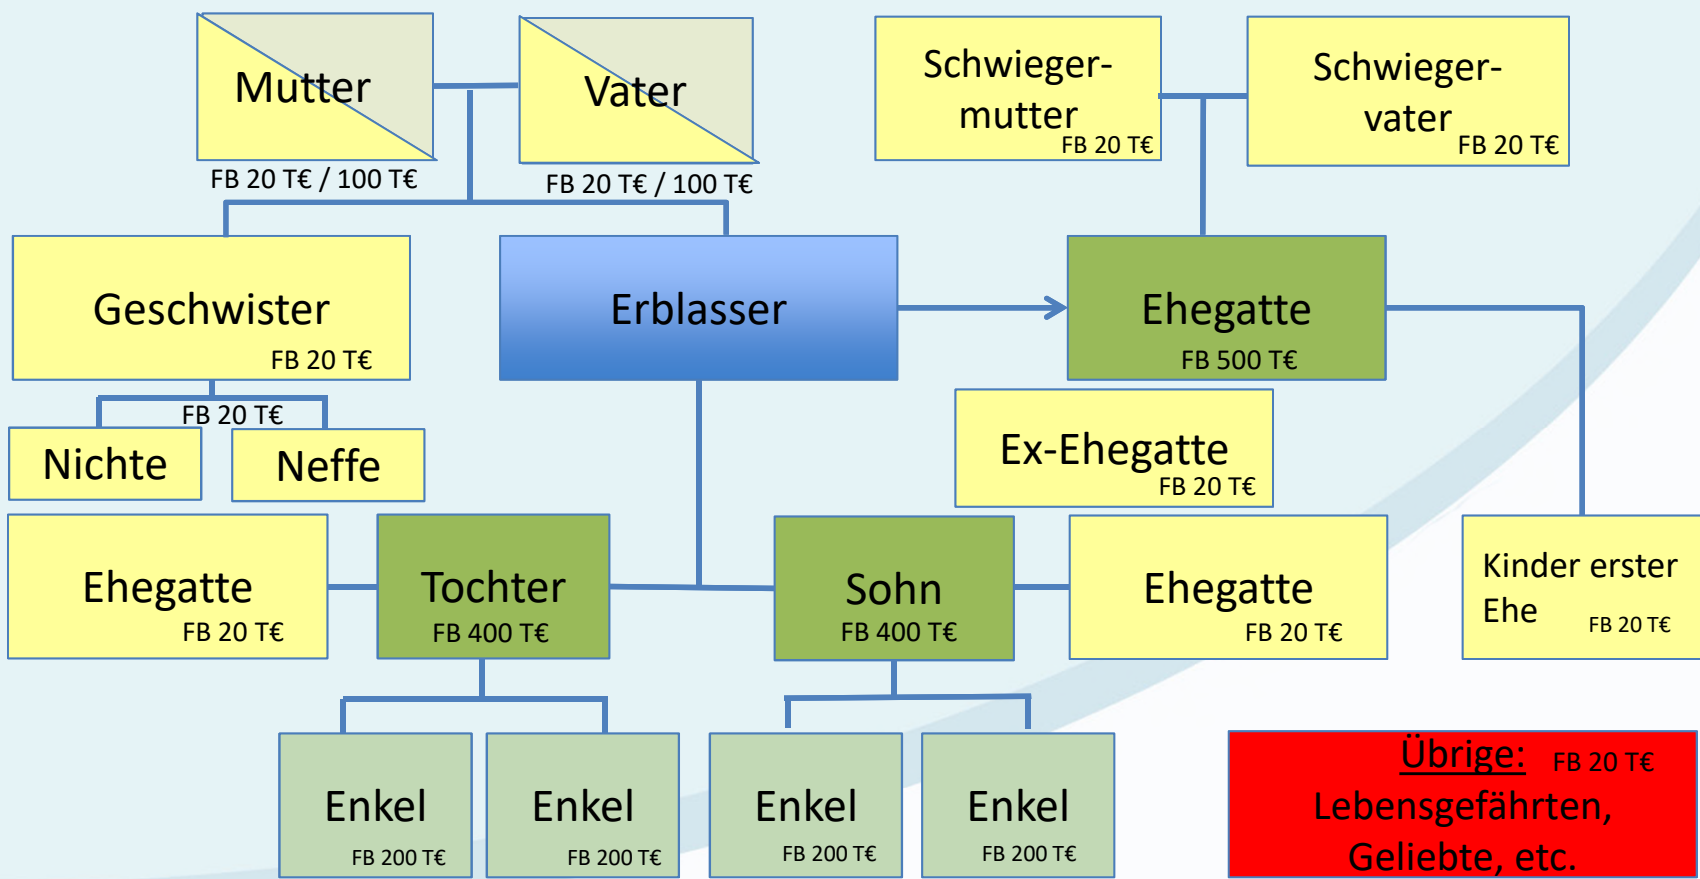 Mutter
FB 20 T€ / 100 T€
Vater
FB 20 T€ / 100 T€
Schwieger-
mutter
FB 20 T€
Schwieger-
vater
FB 20 T€
Geschwister
FB 20 T€
Erblasser
Ehegatte
FB 500 T€
FB 20 T€
Nichte
Neffe
Ex-Ehegatte
FB 20 T€
Ehegatte
FB 20 T€
Tochter
FB 400 T€
Sohn
FB 400 T€
Ehegatte
FB 20 T€
Kinder erster
Ehe FB 20 T€
Enkel
FB 200 T€
Enkel
FB 200 T€
Enkel
FB 200 T€
Enkel
FB 200 T€
Übrige: FB 20 T€
Lebensgefährten,
Geliebte, etc.